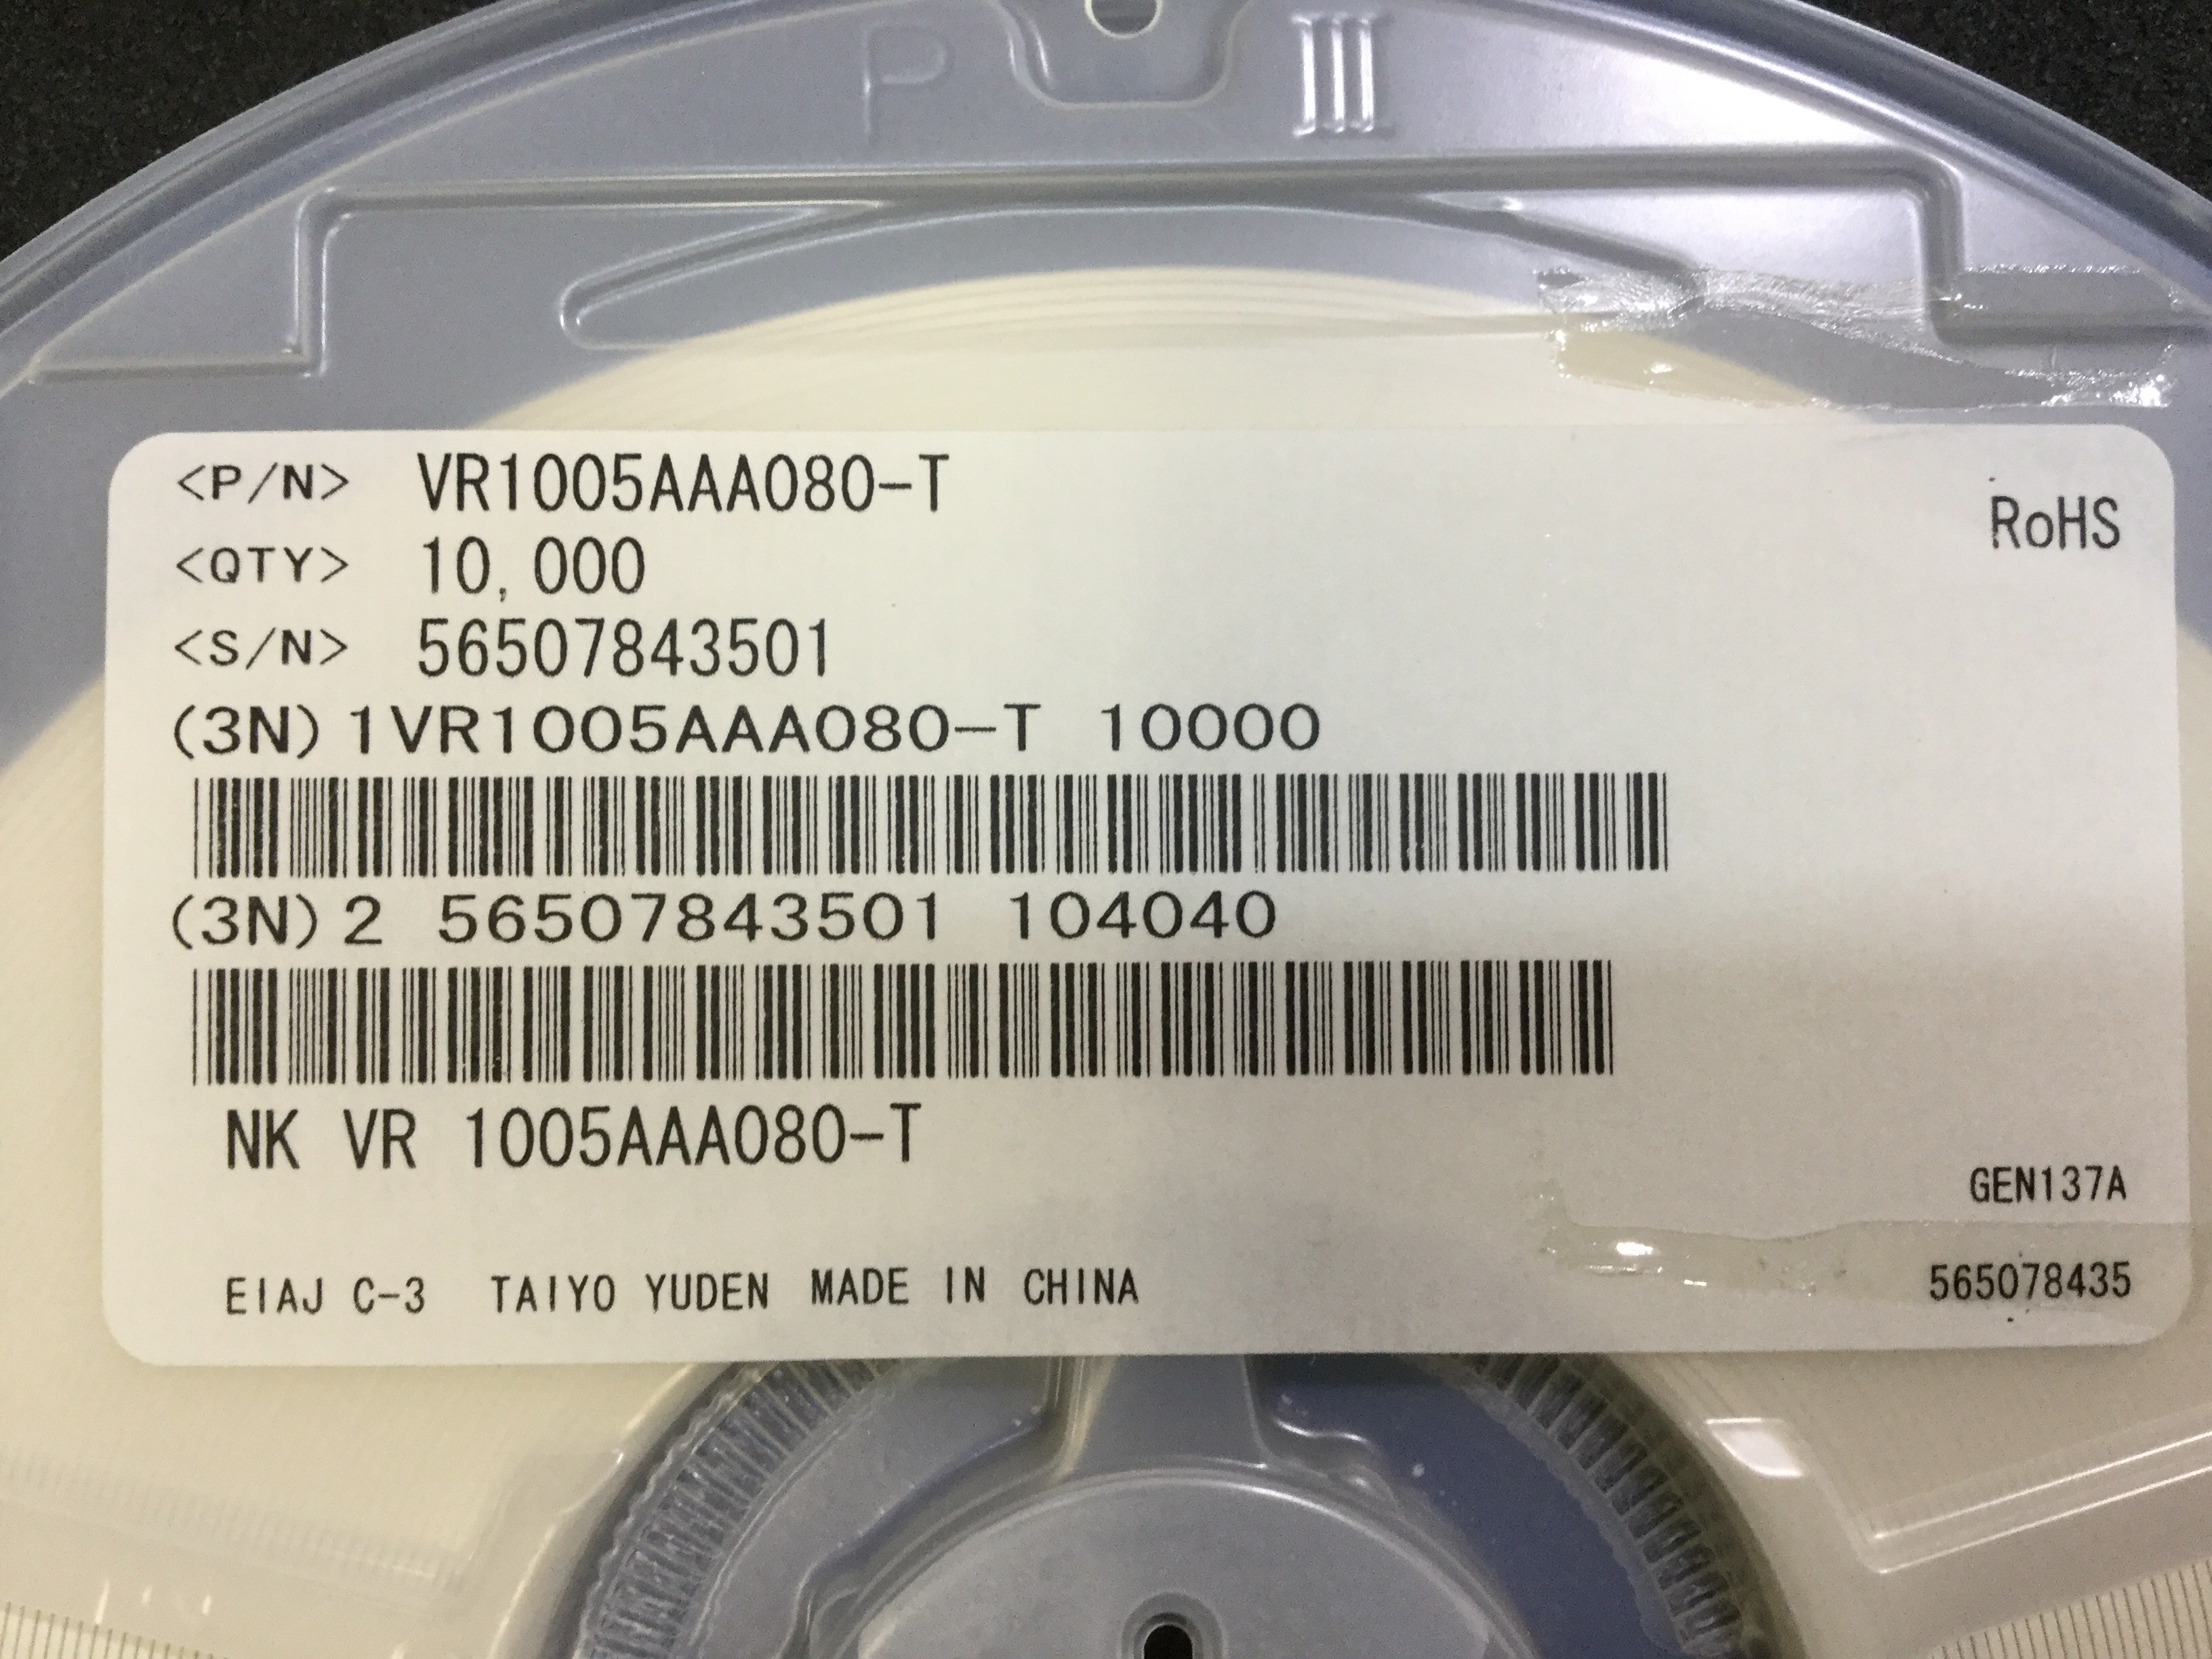 P III
<P/N> VR1005AAA080-T
RoHS
<QTY> 10,000
<S/N> 56507843501
(3N)1VR1005AAA080-T 10000
(3N)2 56507843501 104040
NK VR 1005AAA080-T
GEN137A
EIAJ C-3 TAIYO YUDEN MADE IN CHINA
565078435